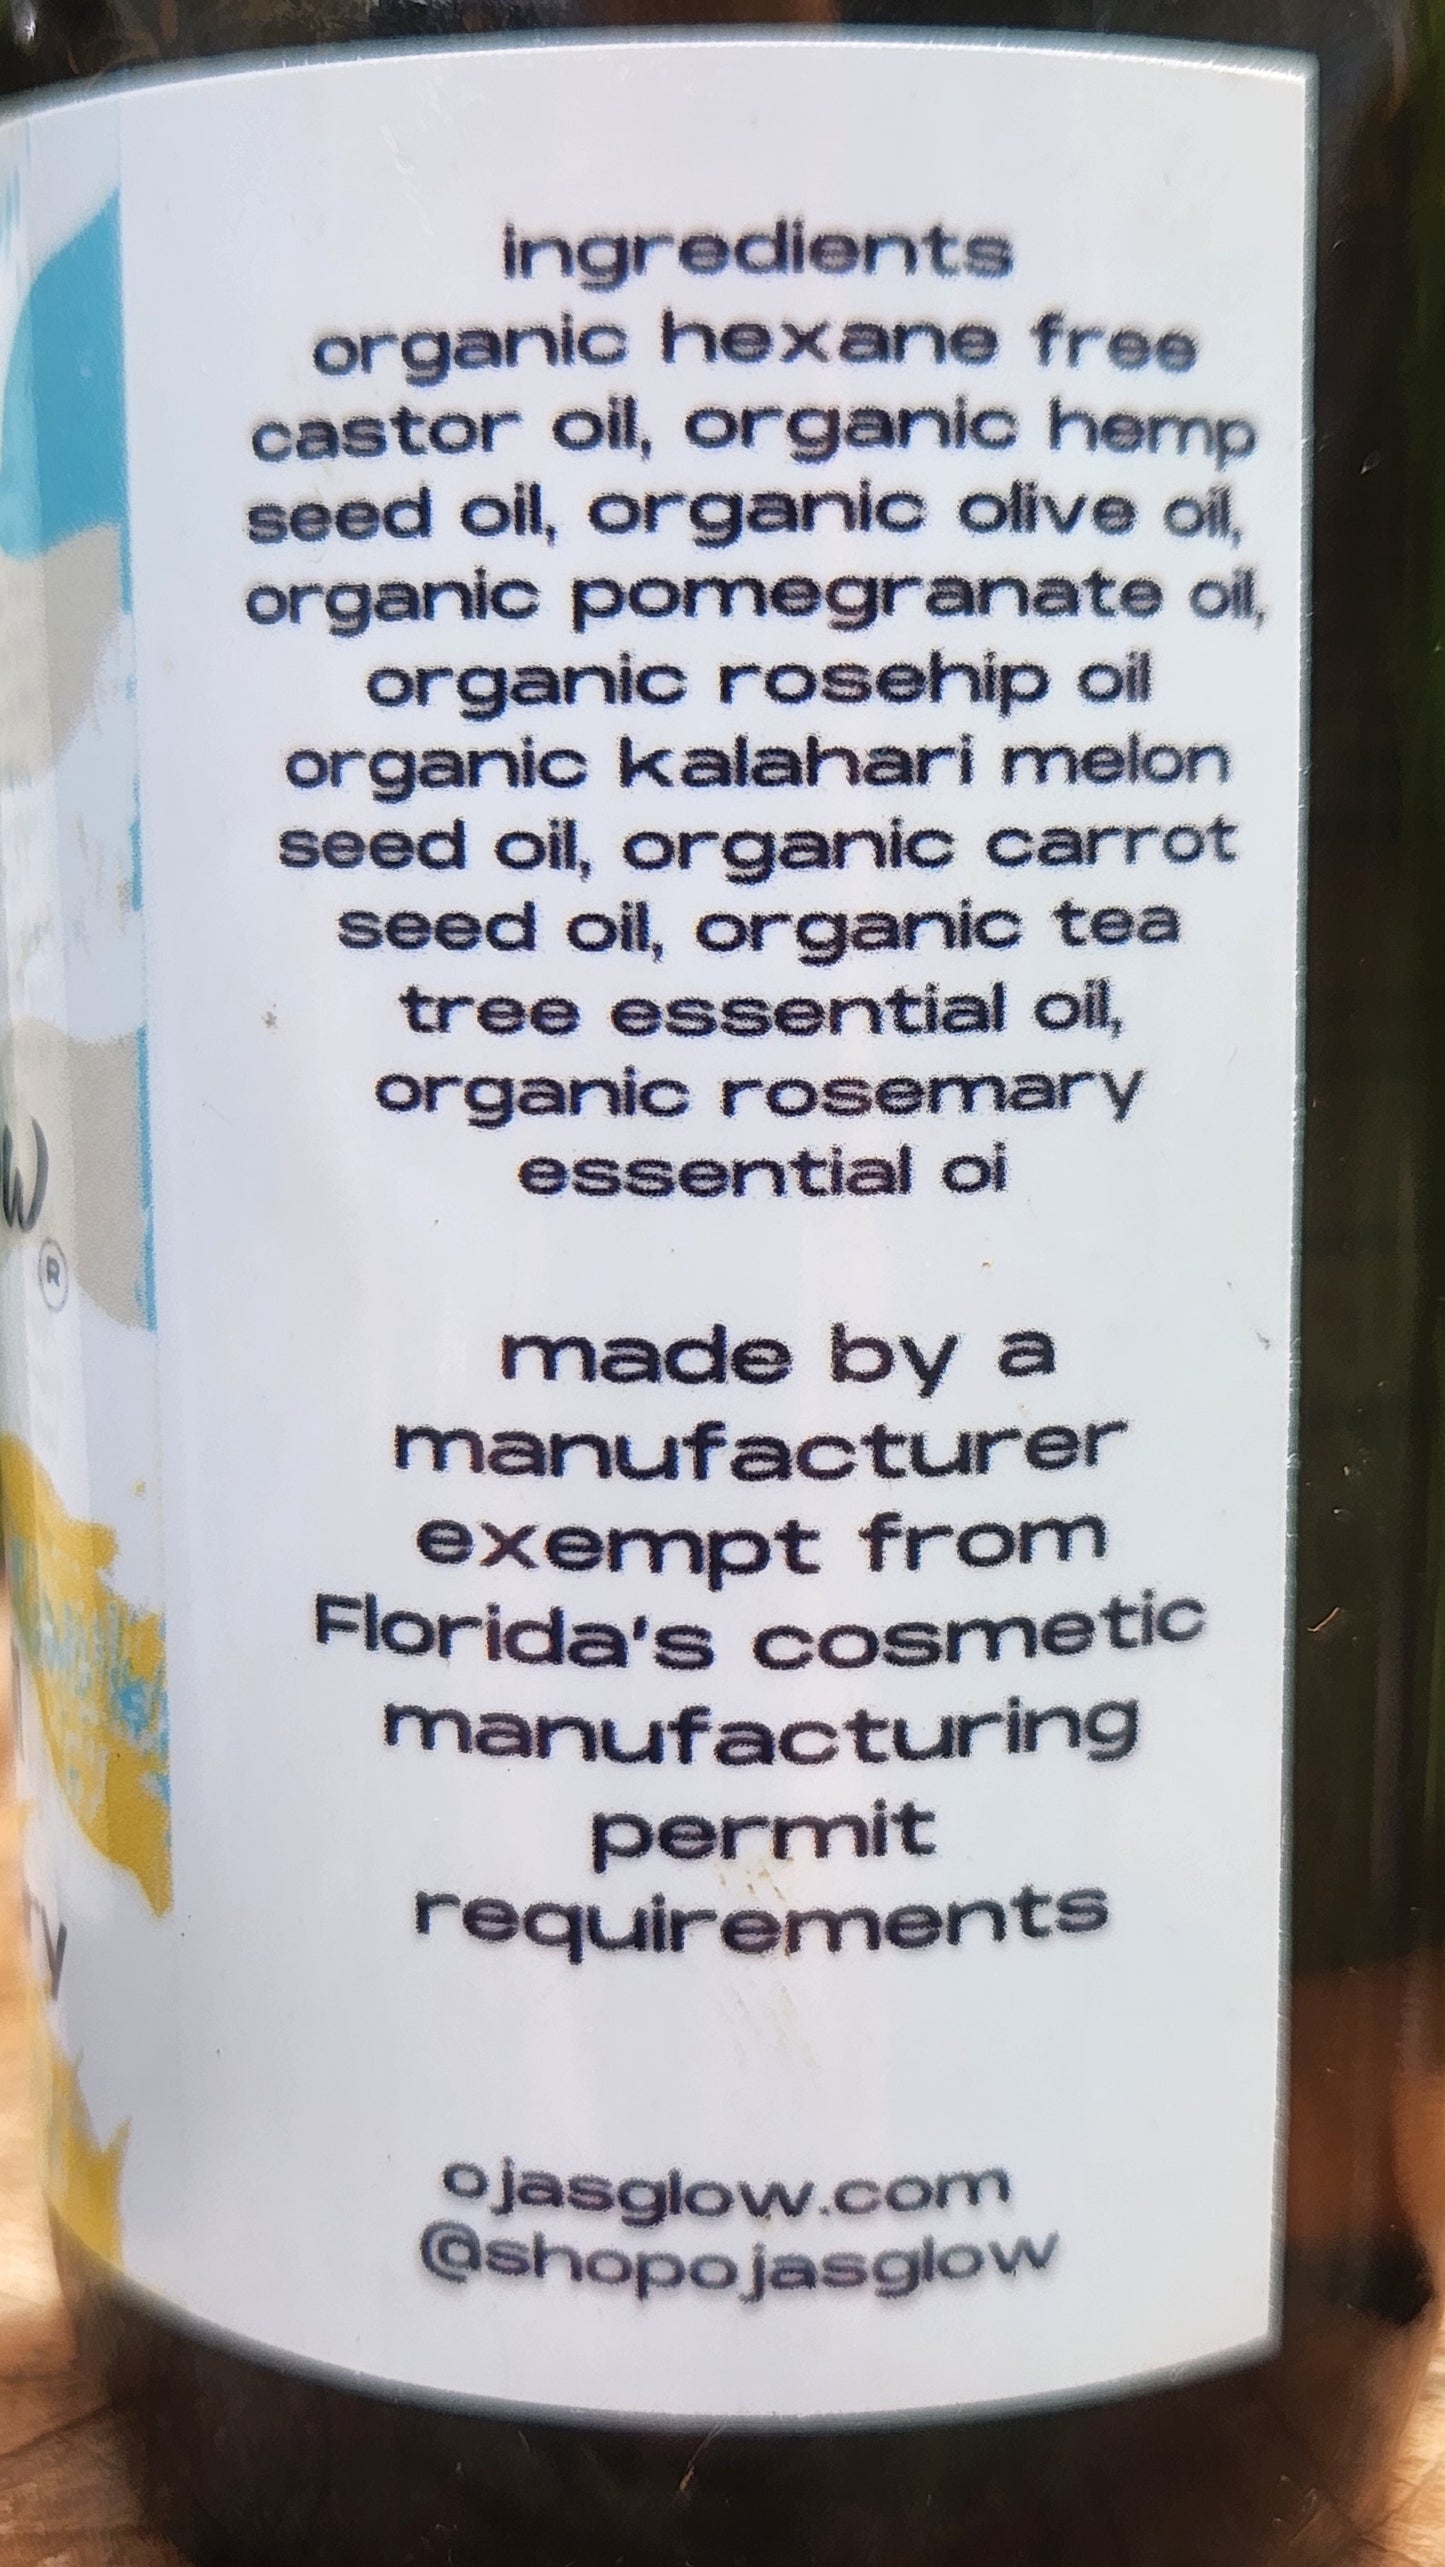 ingredients
organic hexane free
castor oil, organic hemp
seed oil, organic olive oil,
organic pomegranate oil,
organic rosehip oil
organic kalahari melon
seed oil, organic carrot
seed oil, organic tea
tree essential oil,
organic rosemary
essential oi
made by a
manufacturer
exempt from
Florida's cosmetic
manufacturing
permit
requirements
ojasglow.com
@shopojasglow
w
®
ry